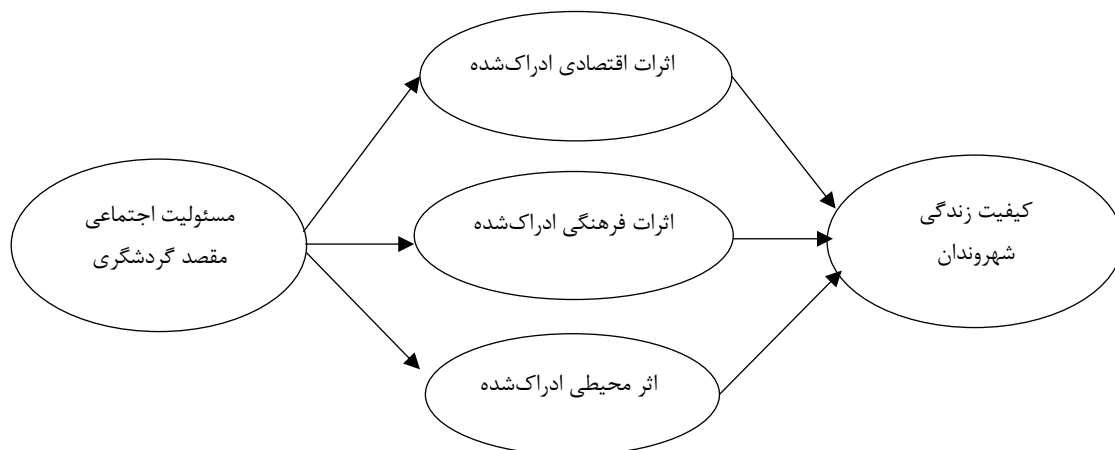 اثرات اقتصادی ادراک‌شده
مسئولیت اجتماعی
مقصد گردشگری
اثرات فرهنگی ادراک‌شده
کیفیت زندگی
شهروندان
اثر محیطی ادراک‌شده